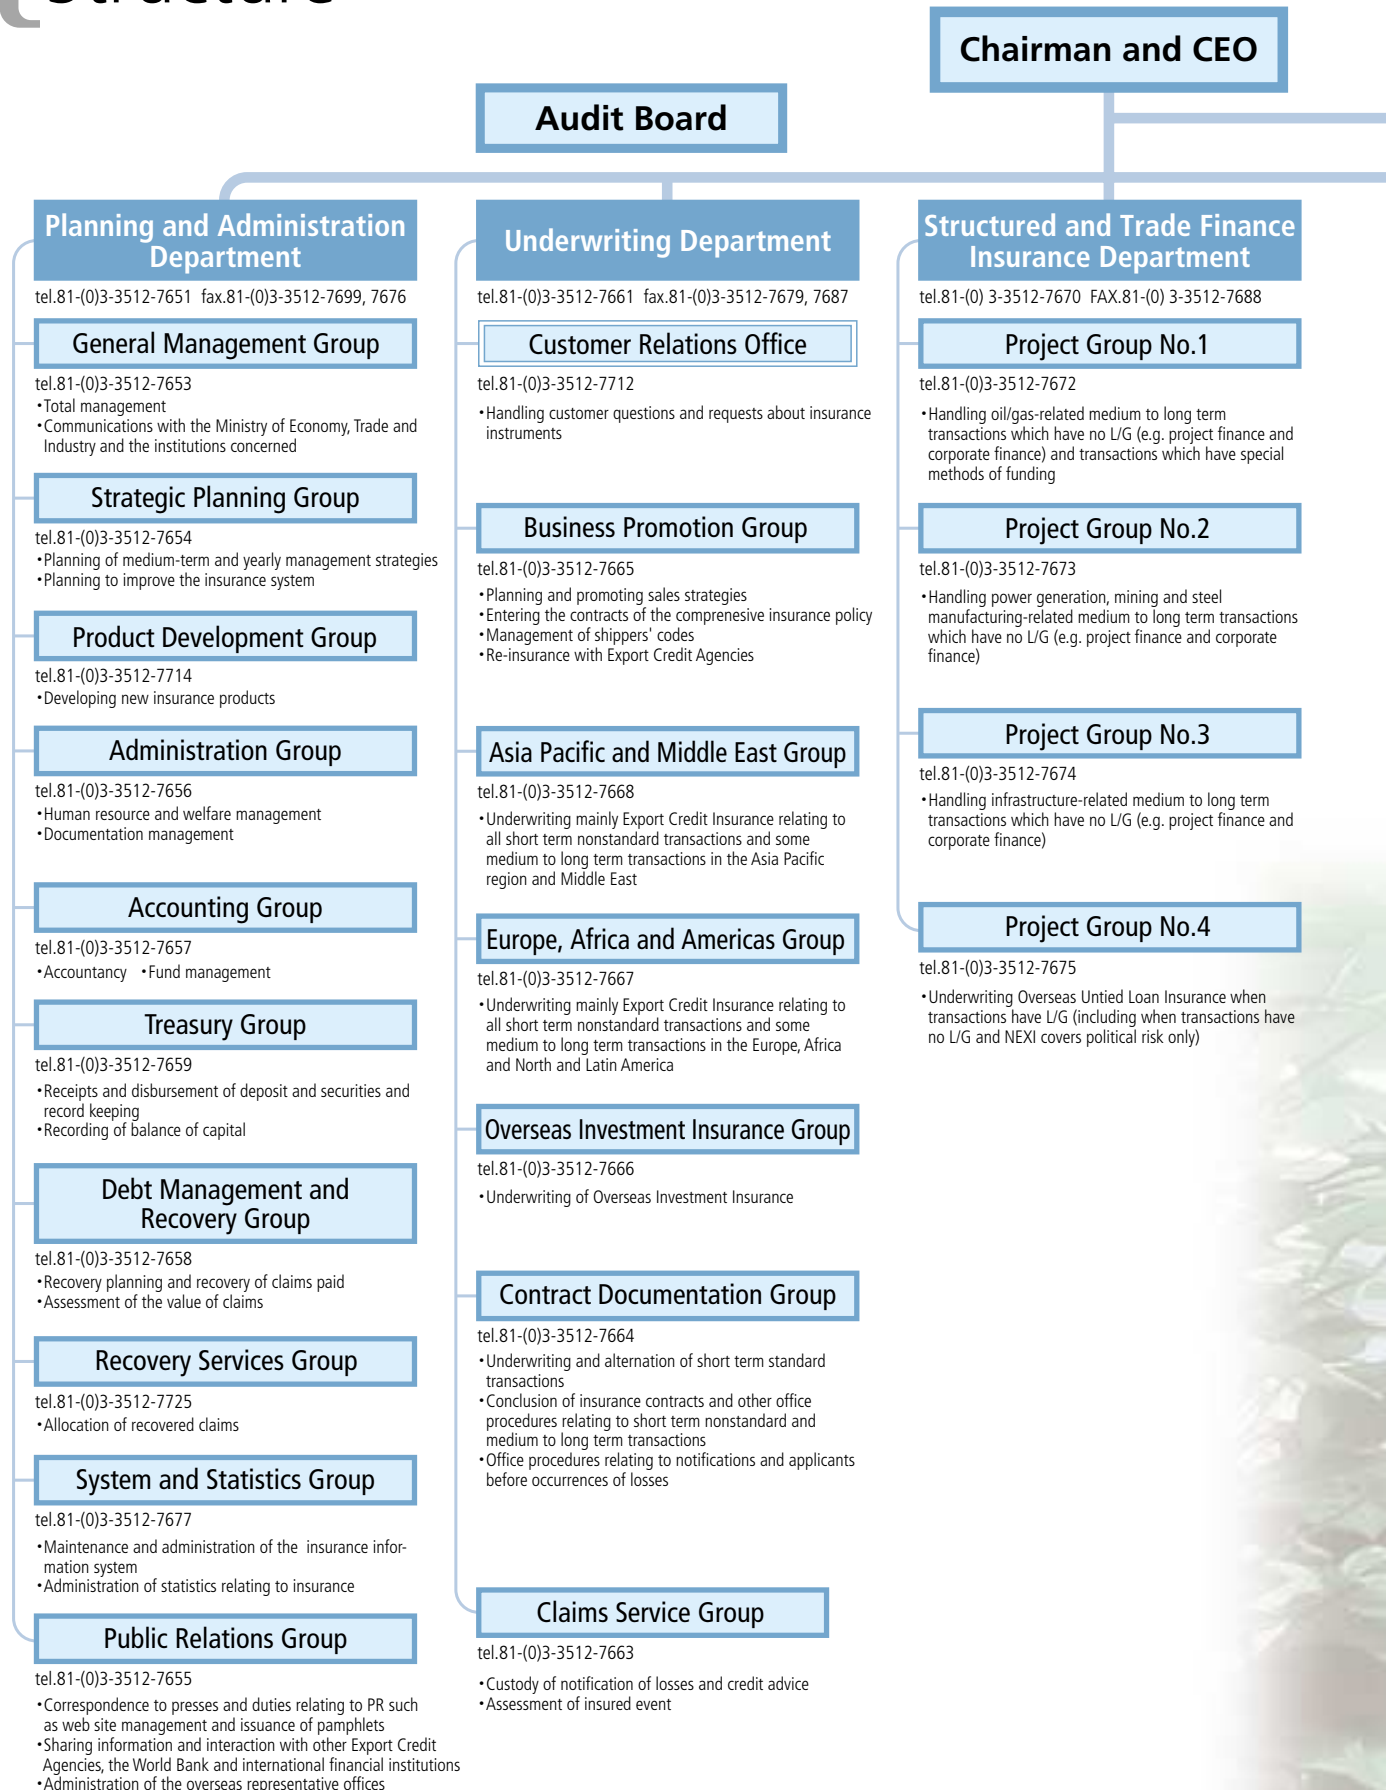 Structure
Chairman and CEO
Audit Board
Planning and Administration
Department
tel.81-(0)3-3512-7651 fax.81-(0)3-3512-7699, 7676
General Management Group
tel.81-(0)3-3512-7653
•Total management
•Communications with the Ministry of Economy, Trade and
Industry and the institutions concerned
Strategic Planning Group
tel.81-(0)3-3512-7654
•Planning of medium-term and yearly management strategies
•Planning to improve the insurance system
Product Development Group
tel.81-(0)3-3512-7714
•Developing new insurance products
Administration Group
tel.81-(0)3-3512-7656
•Human resource and welfare management
•Documentation management
Accounting Group
tel.81-(0)3-3512-7657
•Accountancy •Fund management
Treasury Group
tel.81-(0)3-3512-7659
•Receipts and disbursement of deposit and securities and
record keeping
•Recording of balance of capital
Debt Management and
Recovery Group
tel.81-(0)3-3512-7658
•Recovery planning and recovery of claims paid
•Assessment of the value of claims
Recovery Services Group
tel.81-(0)3-3512-7725
•Allocation of recovered claims
System and Statistics Group
tel.81-(0)3-3512-7677
•Maintenance and administration of the insurance infor-
mation system
•Administration of statistics relating to insurance
Public Relations Group
tel.81-(0)3-3512-7655
•Correspondence to presses and duties relating to PR such
as web site management and issuance of pamphlets
•Sharing information and interaction with other Export Credit
Agencies, the World Bank and international financial institutions
•Administration of the overseas representative offices
Underwriting Department
tel.81-(0)3-3512-7661 fax.81-(0)3-3512-7679, 7687
Customer Relations Office
tel.81-(0)3-3512-7712
•Handling customer questions and requests about insurance
instruments
Business Promotion Group
tel.81-(0)3-3512-7665
•Planning and promoting sales strategies
•Entering the contracts of the comprenesive insurance policy
•Management of shippers' codes
•Re-insurance with Export Credit Agencies
Asia Pacific and Middle East Group
tel.81-(0)3-3512-7668
•Underwriting mainly Export Credit Insurance relating to
all short term nonstandard transactions and some
medium to long term transactions in the Asia Pacific
region and Middle East
Europe, Africa and Americas Group
tel.81-(0)3-3512-7667
•Underwriting mainly Export Credit Insurance relating to
all short term nonstandard transactions and some
medium to long term transactions in the Europe, Africa
and North and Latin America
Overseas Investment Insurance Group
tel.81-(0)3-3512-7666
•Underwriting of Overseas Investment Insurance
Contract Documentation Group
tel.81-(0)3-3512-7664
•Underwriting and alternation of short term standard
transactions
•Conclusion of insurance contracts and other office
procedures relating to short term nonstandard and
medium to long term transactions
•Office procedures relating to notifications and applicants
before occurrences of losses
Claims Service Group
tel.81-(0)3-3512-7663
•Custody of notification of losses and credit advice
•Assessment of insured event
Structured and Trade Finance
Insurance Department
tel.81-(0) 3-3512-7670 FAX.81-(0) 3-3512-7688
Project Group No.1
tel.81-(0)3-3512-7672
•Handling oil/gas-related medium to long term
transactions which have no L/G (e.g. project finance and
corporate finance) and transactions which have special
methods of funding
Project Group No.2
tel.81-(0)3-3512-7673
•Handling power generation, mining and steel
manufacturing-related medium to long term transactions
which have no L/G (e.g. project finance and corporate
finance)
Project Group No.3
tel.81-(0)3-3512-7674
•Handling infrastructure-related medium to long term
transactions which have no L/G (e.g. project finance and
corporate finance)
Project Group No.4
tel.81-(0)3-3512-7675
•Underwriting Overseas Untied Loan Insurance when
transactions have L/G (including when transactions have
no L/G and NEXI covers political risk only)